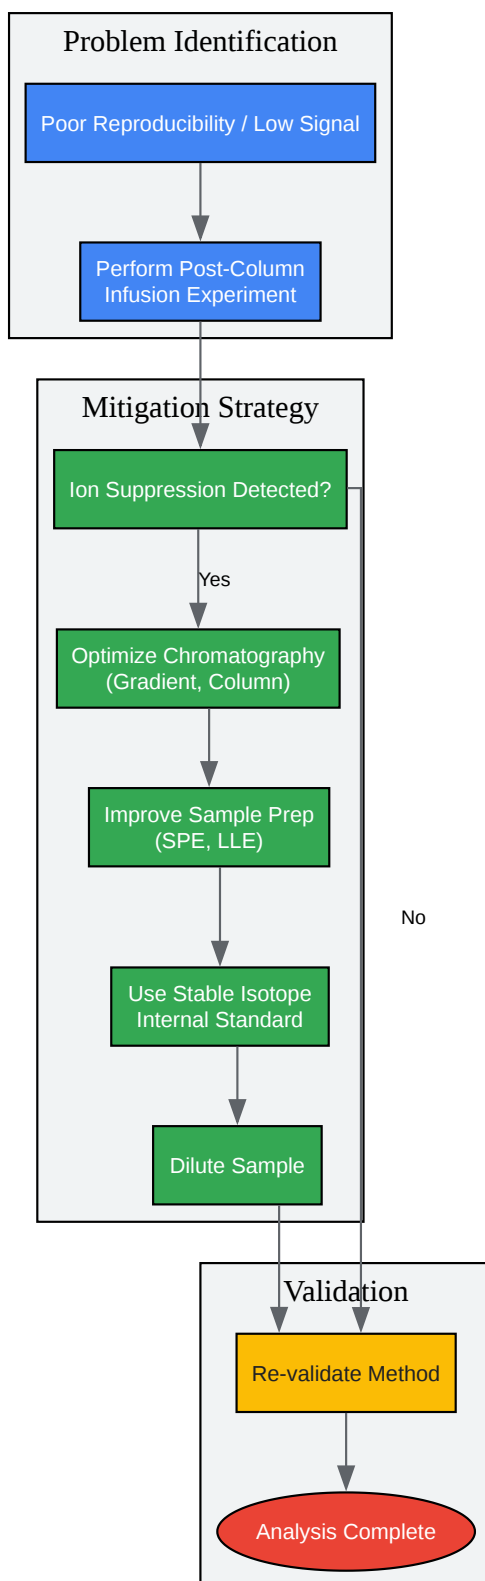 Problem Identification
Poor Reproducibility / Low Signal
Perform Post-Column
Infusion Experiment
Mitigation Strategy
Ion Suppression Detected?
Yes
Optimize Chromatography
(Gradient, Column)
Improve Sample Prep
(SPE, LLE)
No
Use Stable Isotope
Internal Standard
Dilute Sample
Validation
Re-validate Method
Analysis Complete